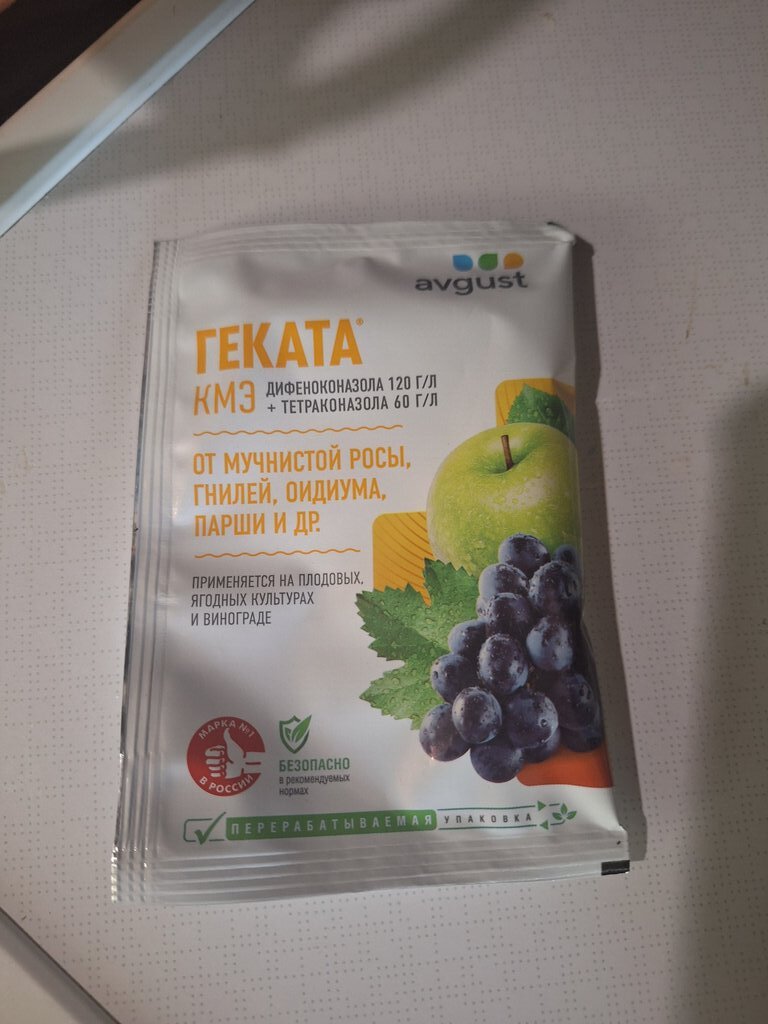 avgust
ГЕКАТА®
КМЭ ДИФЕНОКОНАЗОЛА 120 Г/Л
+ ТЕТРАКОНАЗОЛА 60 Г/Л
ОТ МУЧНИСТОЙ РОСЫ,
ГНИЛЕЙ, ОИДИУМА,
ПАРШИ И ДР.
ПРИМЕНЯЕТСЯ НА ПЛОДОВЫХ,
ЯГОДНЫХ КУЛЬТУРАХ
И ВИНОГРАДЕ
МАРКА №1
В РОССИИ
БЕЗОПАСНО
в рекомендуемых
нормах
ПЕРЕРАБАТЫВАЕМАЯ УПАКОВКА